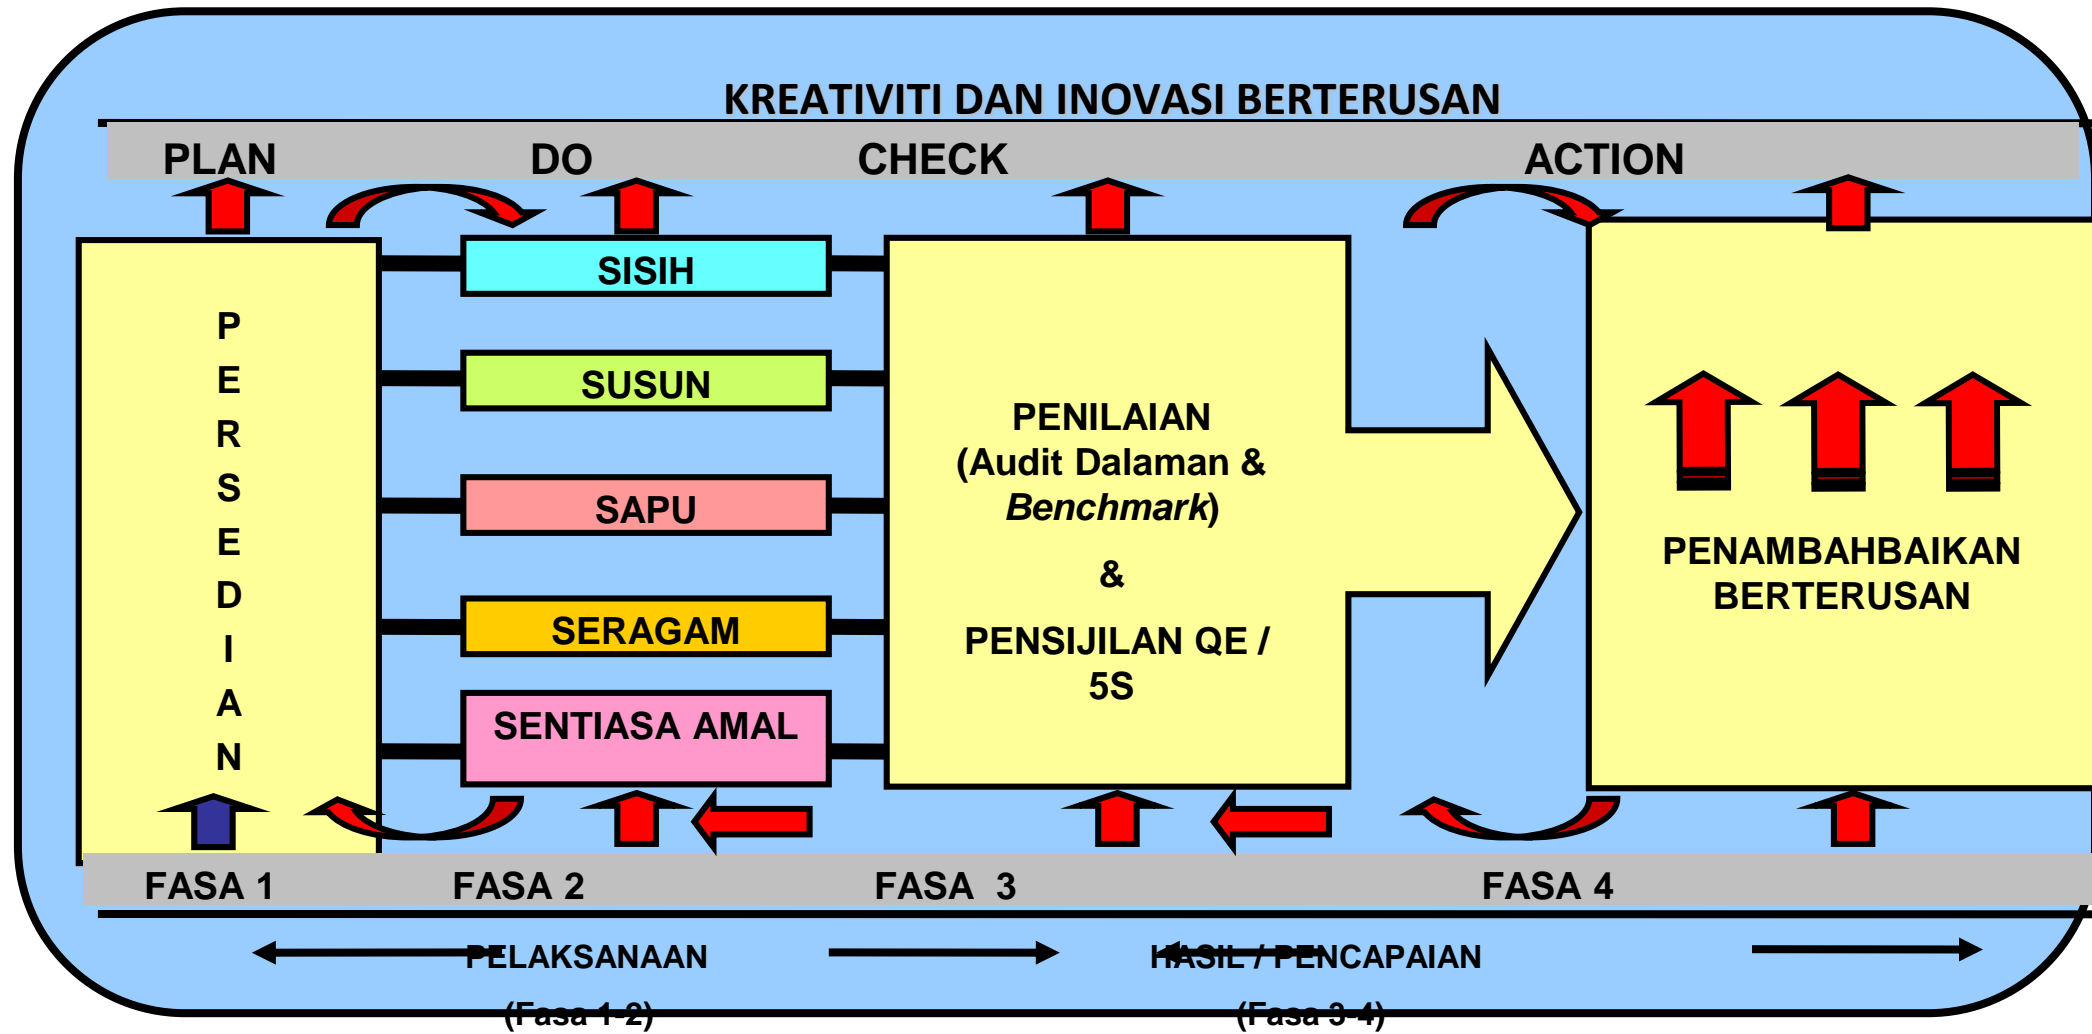 KREATIVITI DAN INOVASI BERTERUSAN
PLAN DO CHECK ACTION
P
E
R
S
E
D
I
A
N
SISIH
SUSUN
SAPU
SERAGAM
SENTIASA AMAL
PENILAIAN
(Audit Dalaman &
Benchmark)
&
PENSIJILAN QE /
5S
PENAMBAHBAIKAN
BERTERUSAN
FASA 1 FASA 2 FASA 3 FASA 4
PELAKSANAAN HASIL / PENCAPAIAN
(Fasa 1-2) (Fasa 3-4)